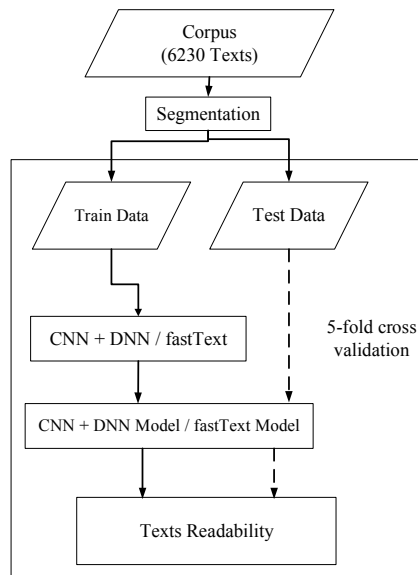 Corpus
(6230 Texts)
Segmentation
Train Data
Test Data
CNN + DNN / fastText
5-fold cross
validation
CNN + DNN Model / fastText Model
Texts Readability